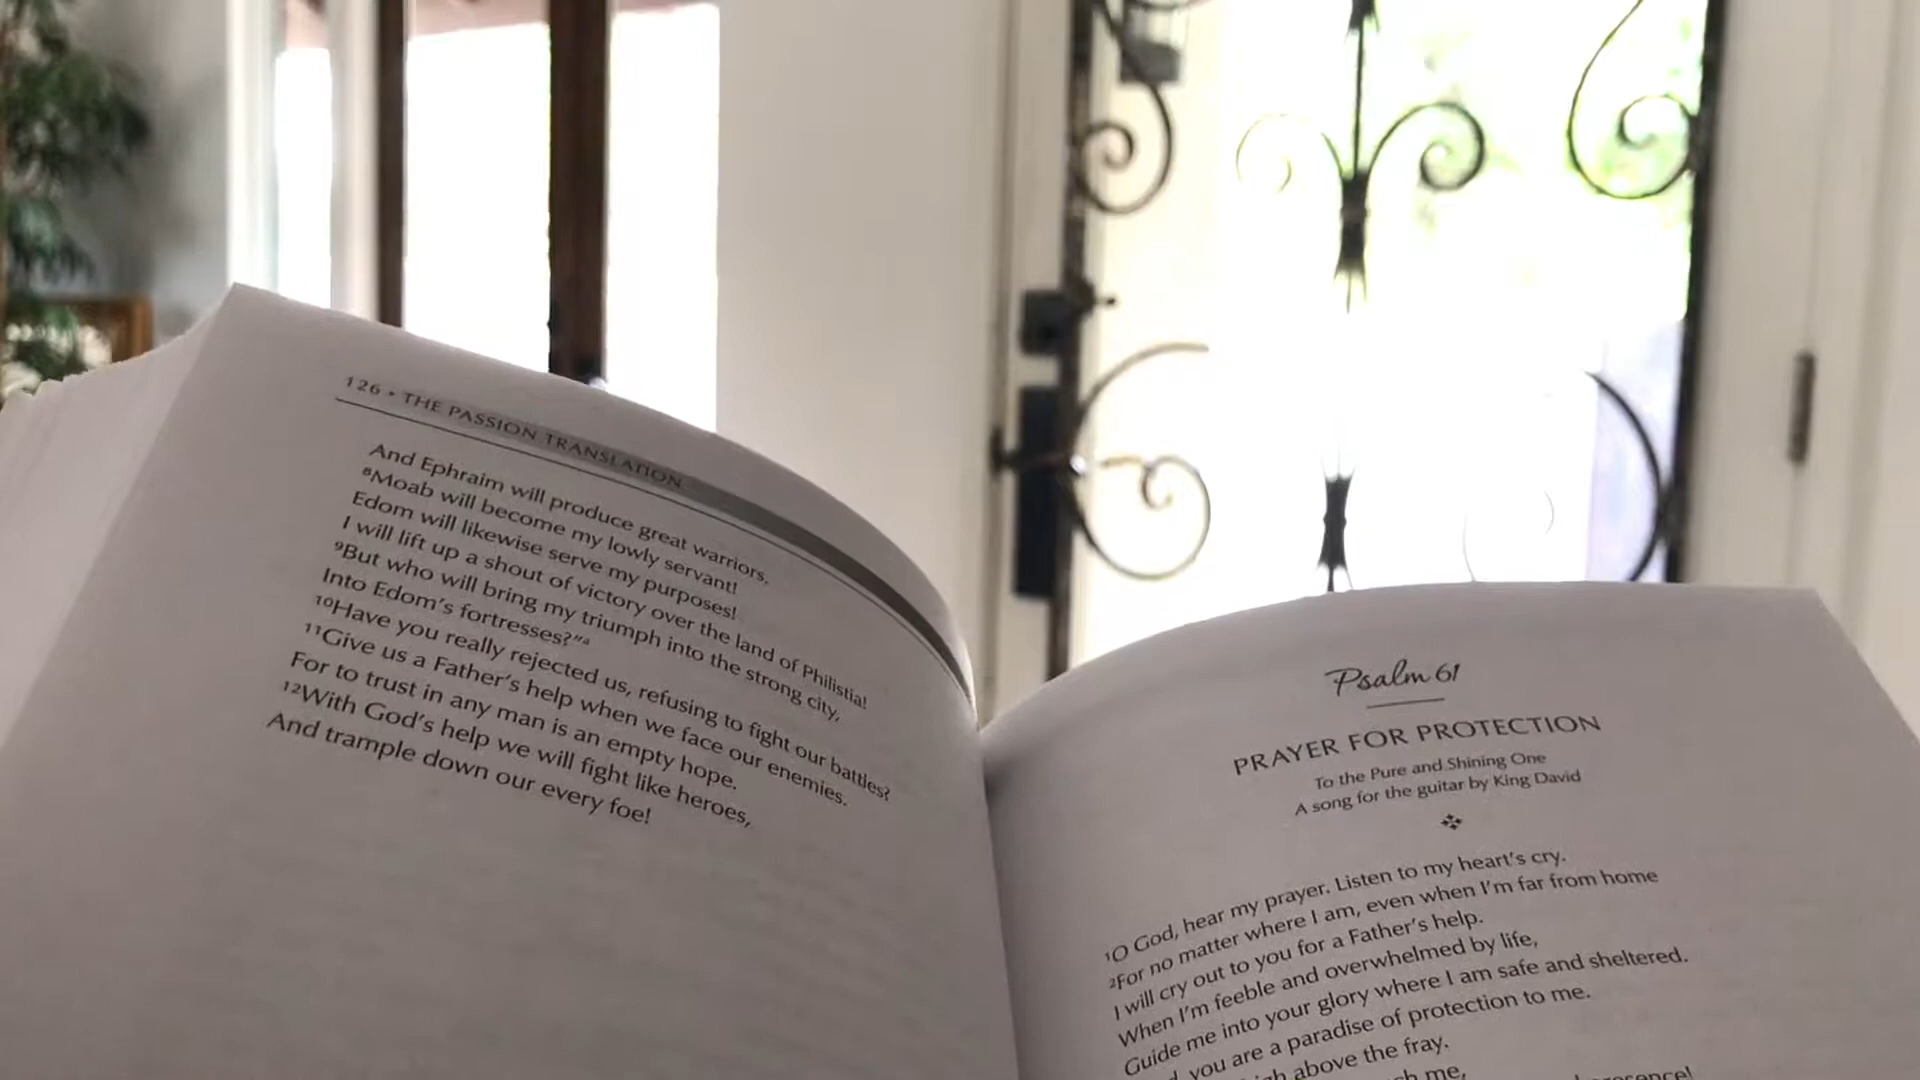 126 • THE PASSION TRANSLATION
And Ephraim will produce great warriors.
⁸Moab will become my lowly servant!
Edom will likewise serve my purposes!
I will lift up a shout of victory over the land of Philistia!
⁹But who will bring my triumph into the strong city,
Into Edom's fortresses?"ᵃ
¹⁰Have you really rejected us, refusing to fight our battles?
¹¹Give us a Father's help when we face our enemies.
For to trust in any man is an empty hope.
¹²With God's help we will fight like heroes,
And trample down our every foe!
Psalm 61
PRAYER FOR PROTECTION
To the Pure and Shining One
A song for the guitar by King David
¹O God, hear my prayer. Listen to my heart's cry.
²For no matter where I am, even when I'm far from home
I will cry out to you for a Father's help.
When I'm feeble and overwhelmed by life,
Guide me into your glory where I am safe and sheltered.
you are a paradise of protection to me.
above the fray.
me,